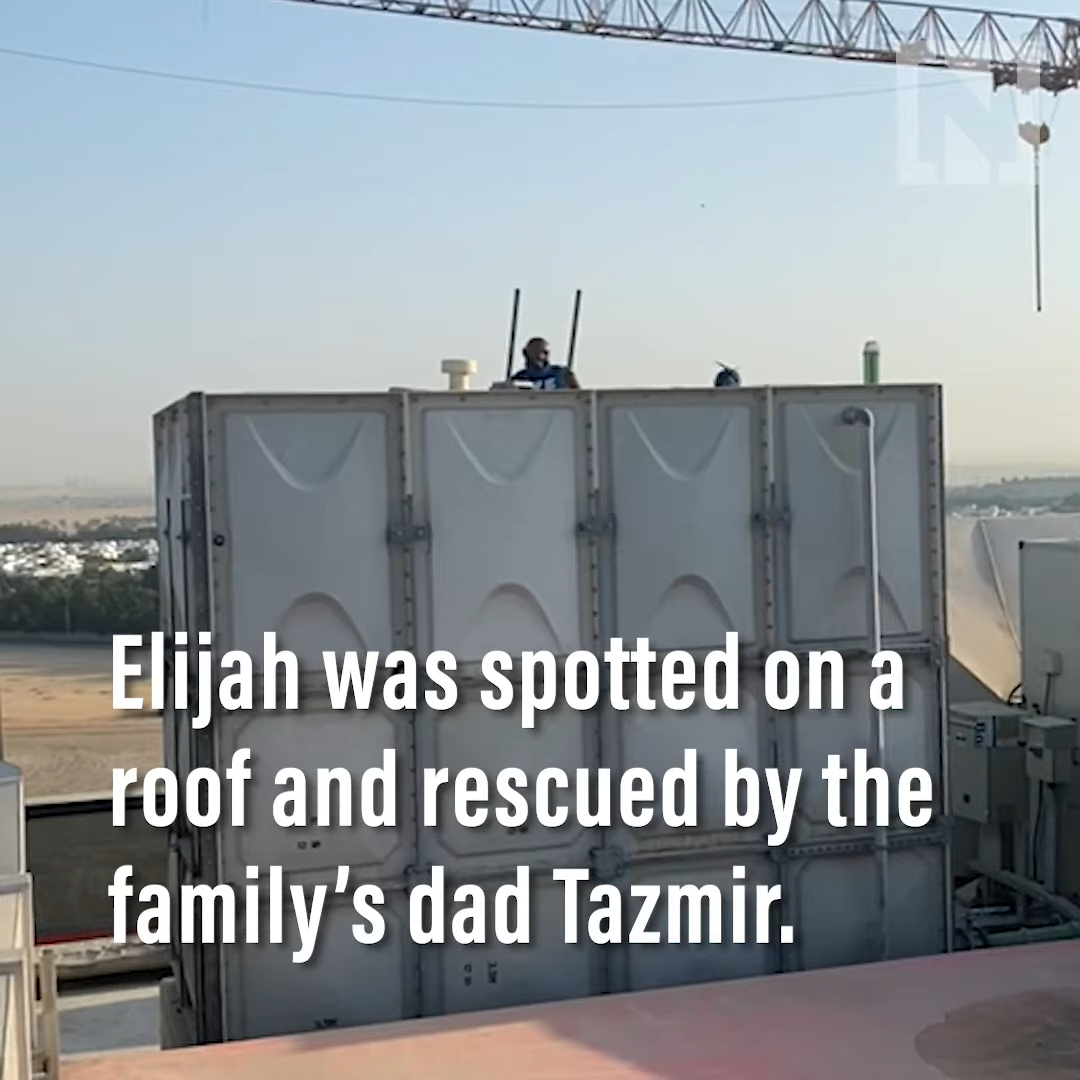 N
Elijah was spotted on a
roof and rescued by the
family's dad Tazmir.